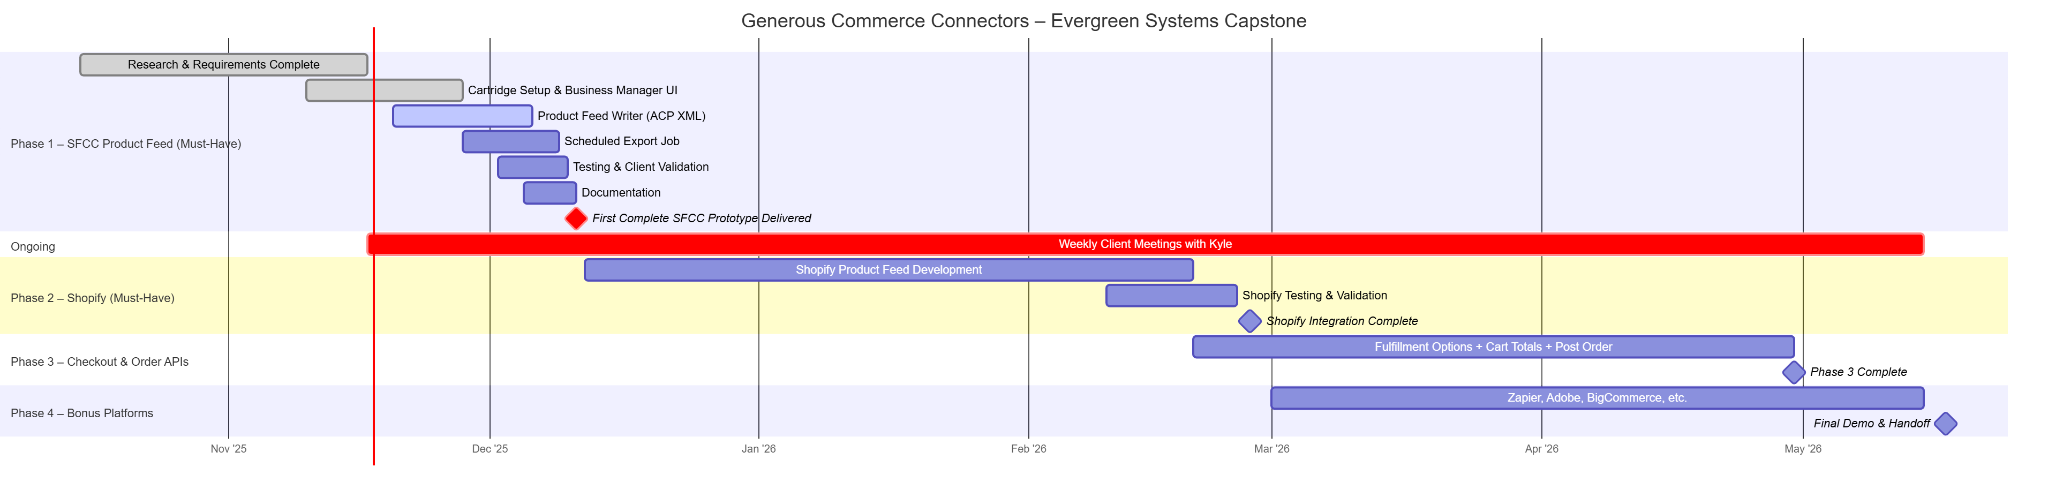 Generous Commerce Connectors – Evergreen Systems Capstone
Research & Requirements Complete
Cartridge Setup & Business Manager UI
Product Feed Writer (ACP XML)
Scheduled Export Job
Phase 1 – SFCC Product Feed (Must-Have)
Testing & Client Validation
Documentation
First Complete SFCC Prototype Delivered
Ongoing
Weekly Client Meetings with Kyle
Shopify Product Feed Development
Phase 2 – Shopify (Must-Have)
Shopify Testing & Validation
Shopify Integration Complete
Phase 3 – Checkout & Order APIs
Fulfillment Options + Cart Totals + Post Order
Phase 3 Complete
Phase 4 – Bonus Platforms
Zapier, Adobe, BigCommerce, etc.
Final Demo & Handoff
Nov '25
Dec '25
Jan '26
Feb '26
Mar '26
Apr '26
May '26